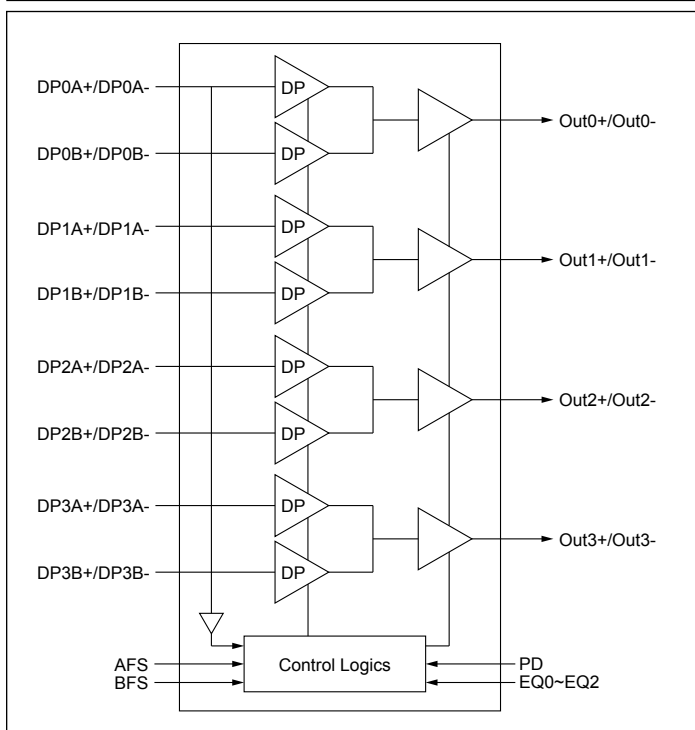 DP0A+/DP0A-
DP
Out0+/Out0-
DP0B+/DP0B-
DP
DP1A+/DP1A-
DP
Out1+/Out1-
DP1B+/DP1B-
DP
DP2A+/DP2A-
DP
Out2+/Out2-
DP2B+/DP2B-
DP
DP3A+/DP3A-
DP
Out3+/Out3-
DP3B+/DP3B-
DP
AFS
BFS
Control Logics
PD
EQ0~EQ2